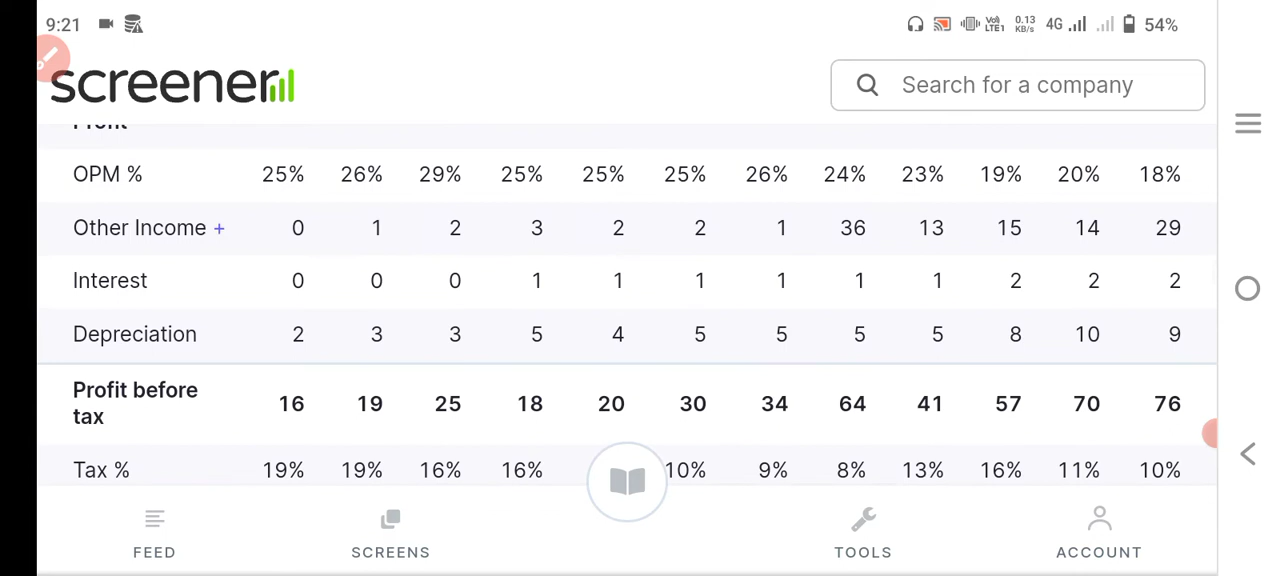 9:21 Vo)) LTE1 0.13 KB/s 4G 54%
screener Search for a company
Profit
OPM % 25% 26% 29% 25% 25% 25% 26% 24% 23% 19% 20% 18%
Other Income + 0 1 2 3 2 2 1 36 13 15 14 29
Interest 0 0 0 1 1 1 1 1 1 2 2 2
Depreciation 2 3 3 5 4 5 5 5 5 8 10 9
Profit before
tax 16 19 25 18 20 30 34 64 41 57 70 76
Tax % 19% 19% 16% 16% 10% 9% 8% 13% 16% 11% 10%
FEED SCREENS TOOLS ACCOUNT